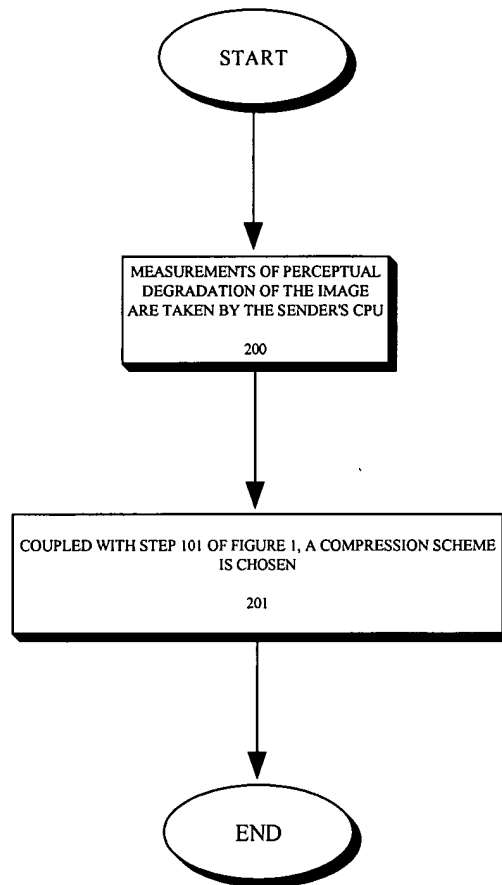 START
MEASUREMENTS OF PERCEPTUAL
DEGRADATION OF THE IMAGE
ARE TAKEN BY THE SENDER'S CPU
200
COUPLED WITH STEP 101 OF FIGURE 1, A COMPRESSION SCHEME
IS CHOSEN
201
END